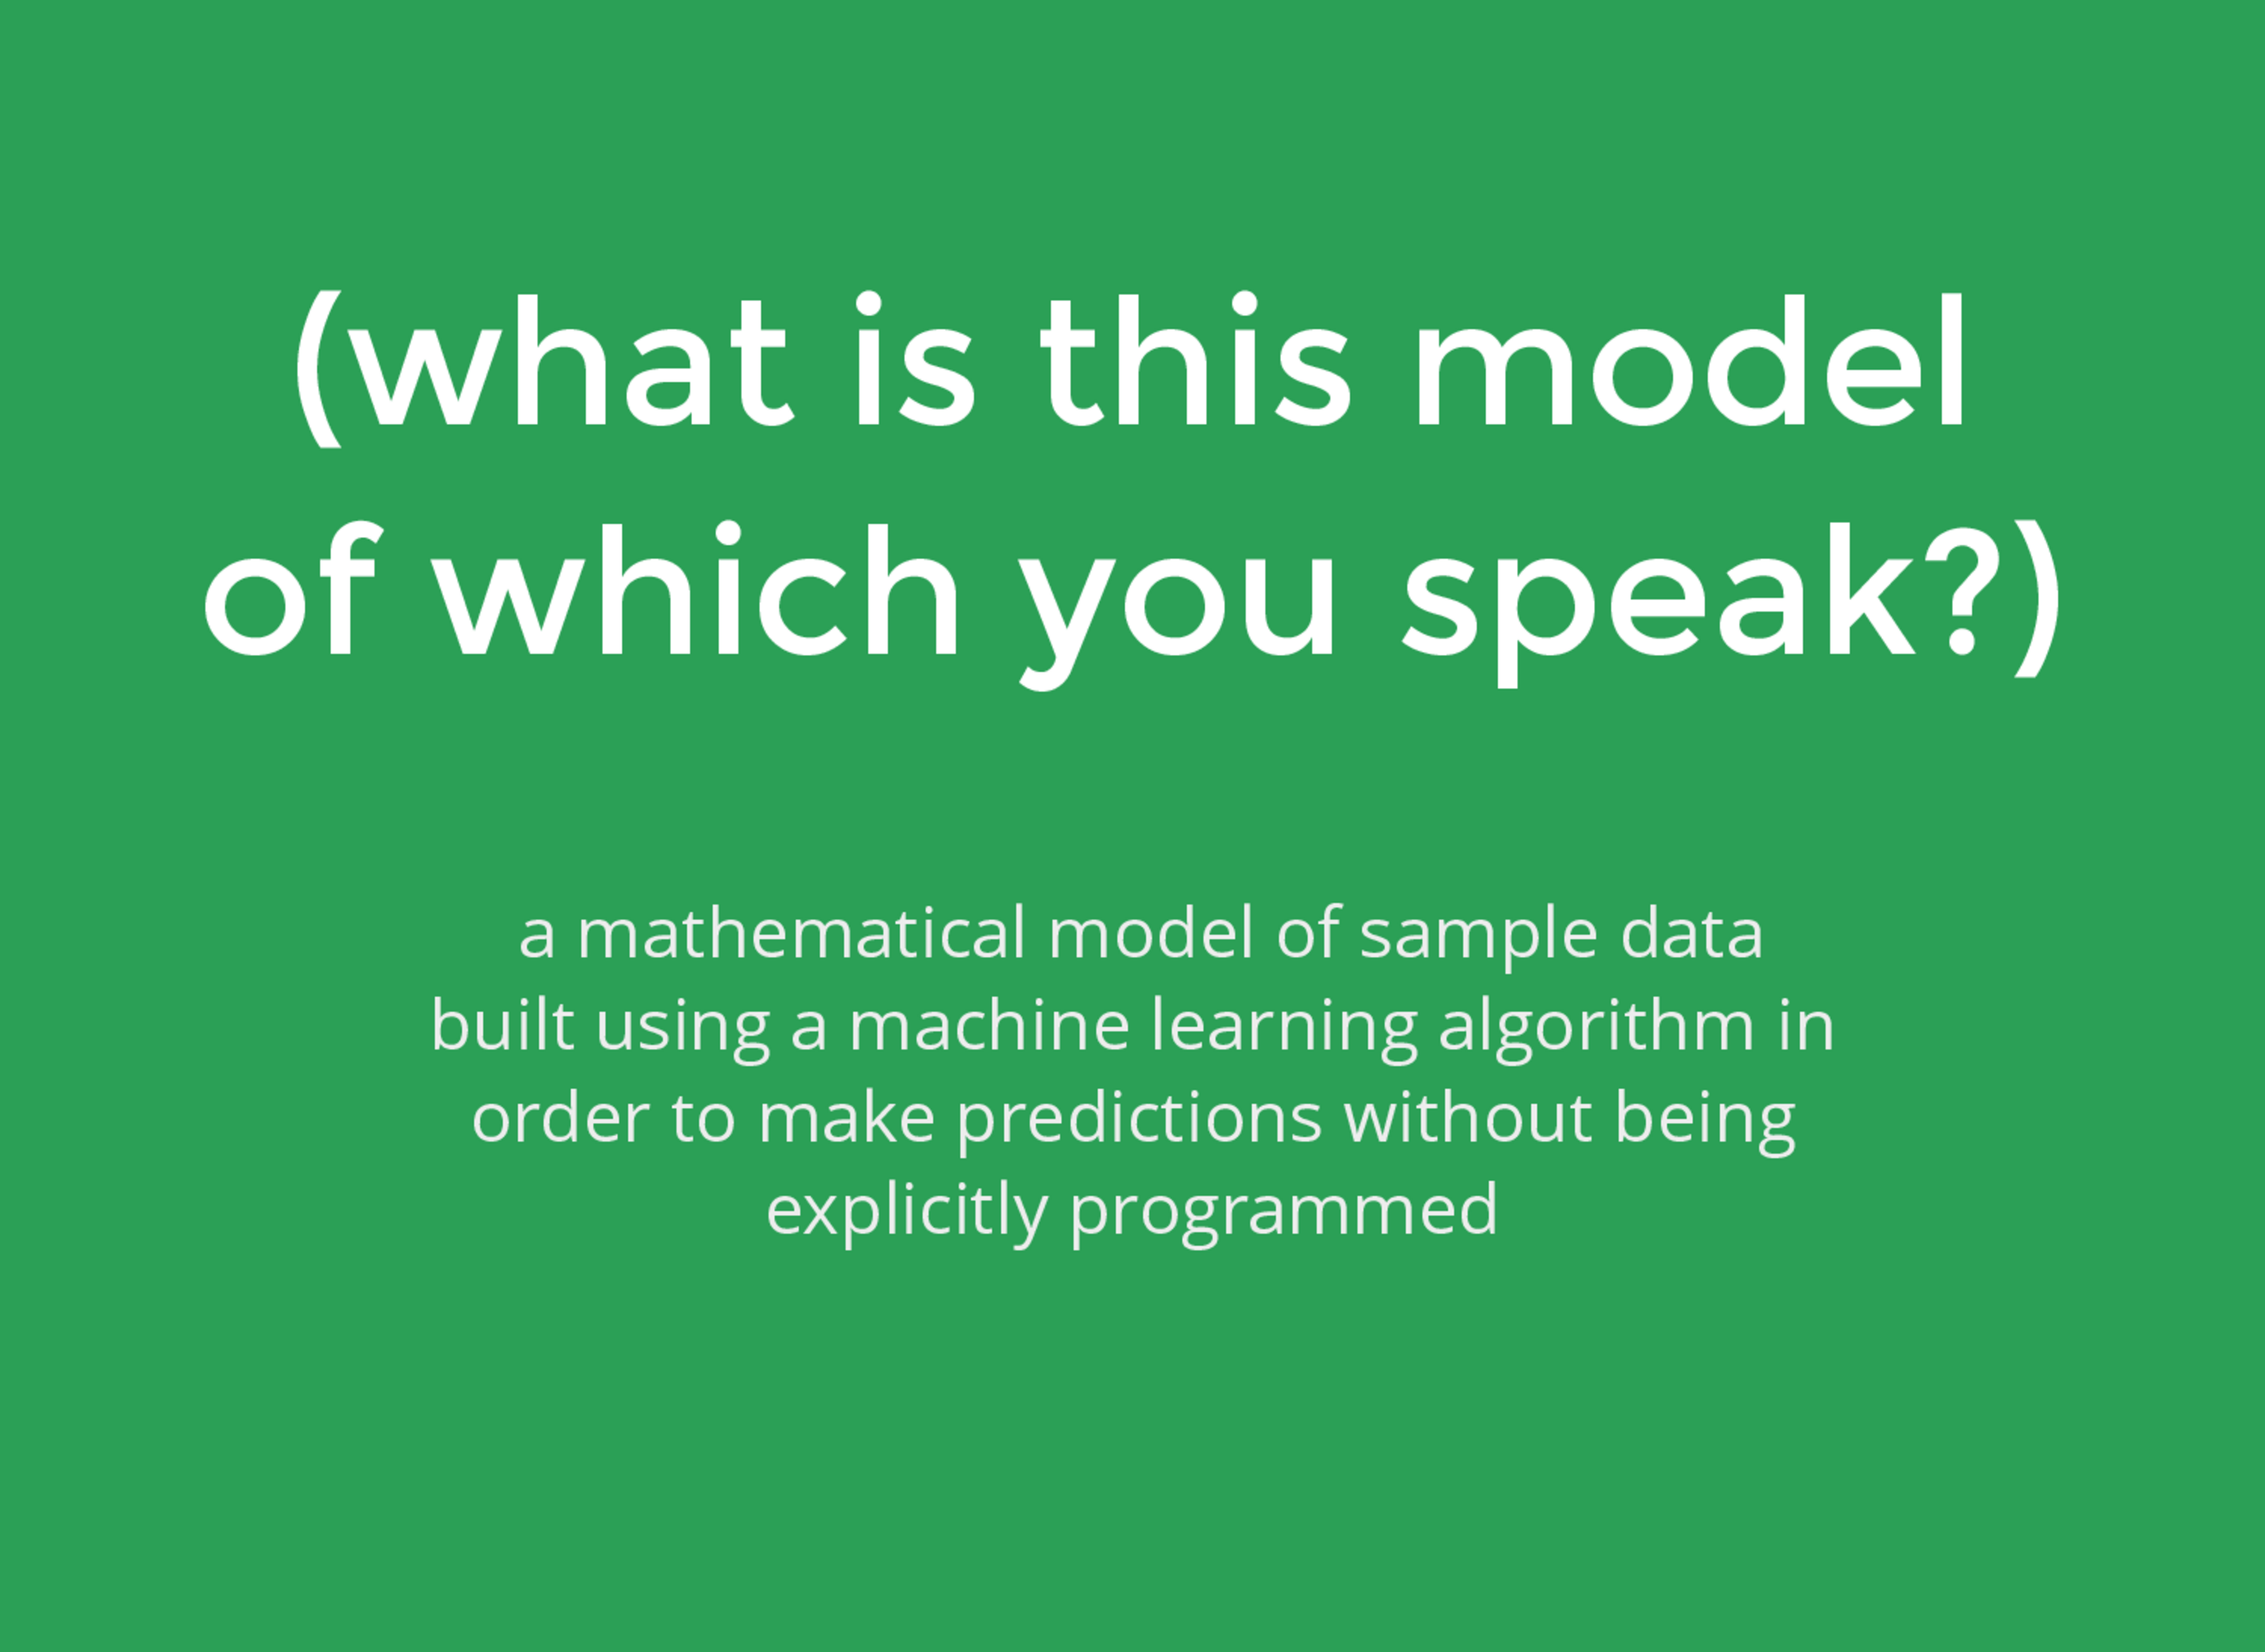 (what is this model
of which you speak?)
a mathematical model of sample data
built using a machine learning algorithm in
order to make predictions without being
explicitly programmed